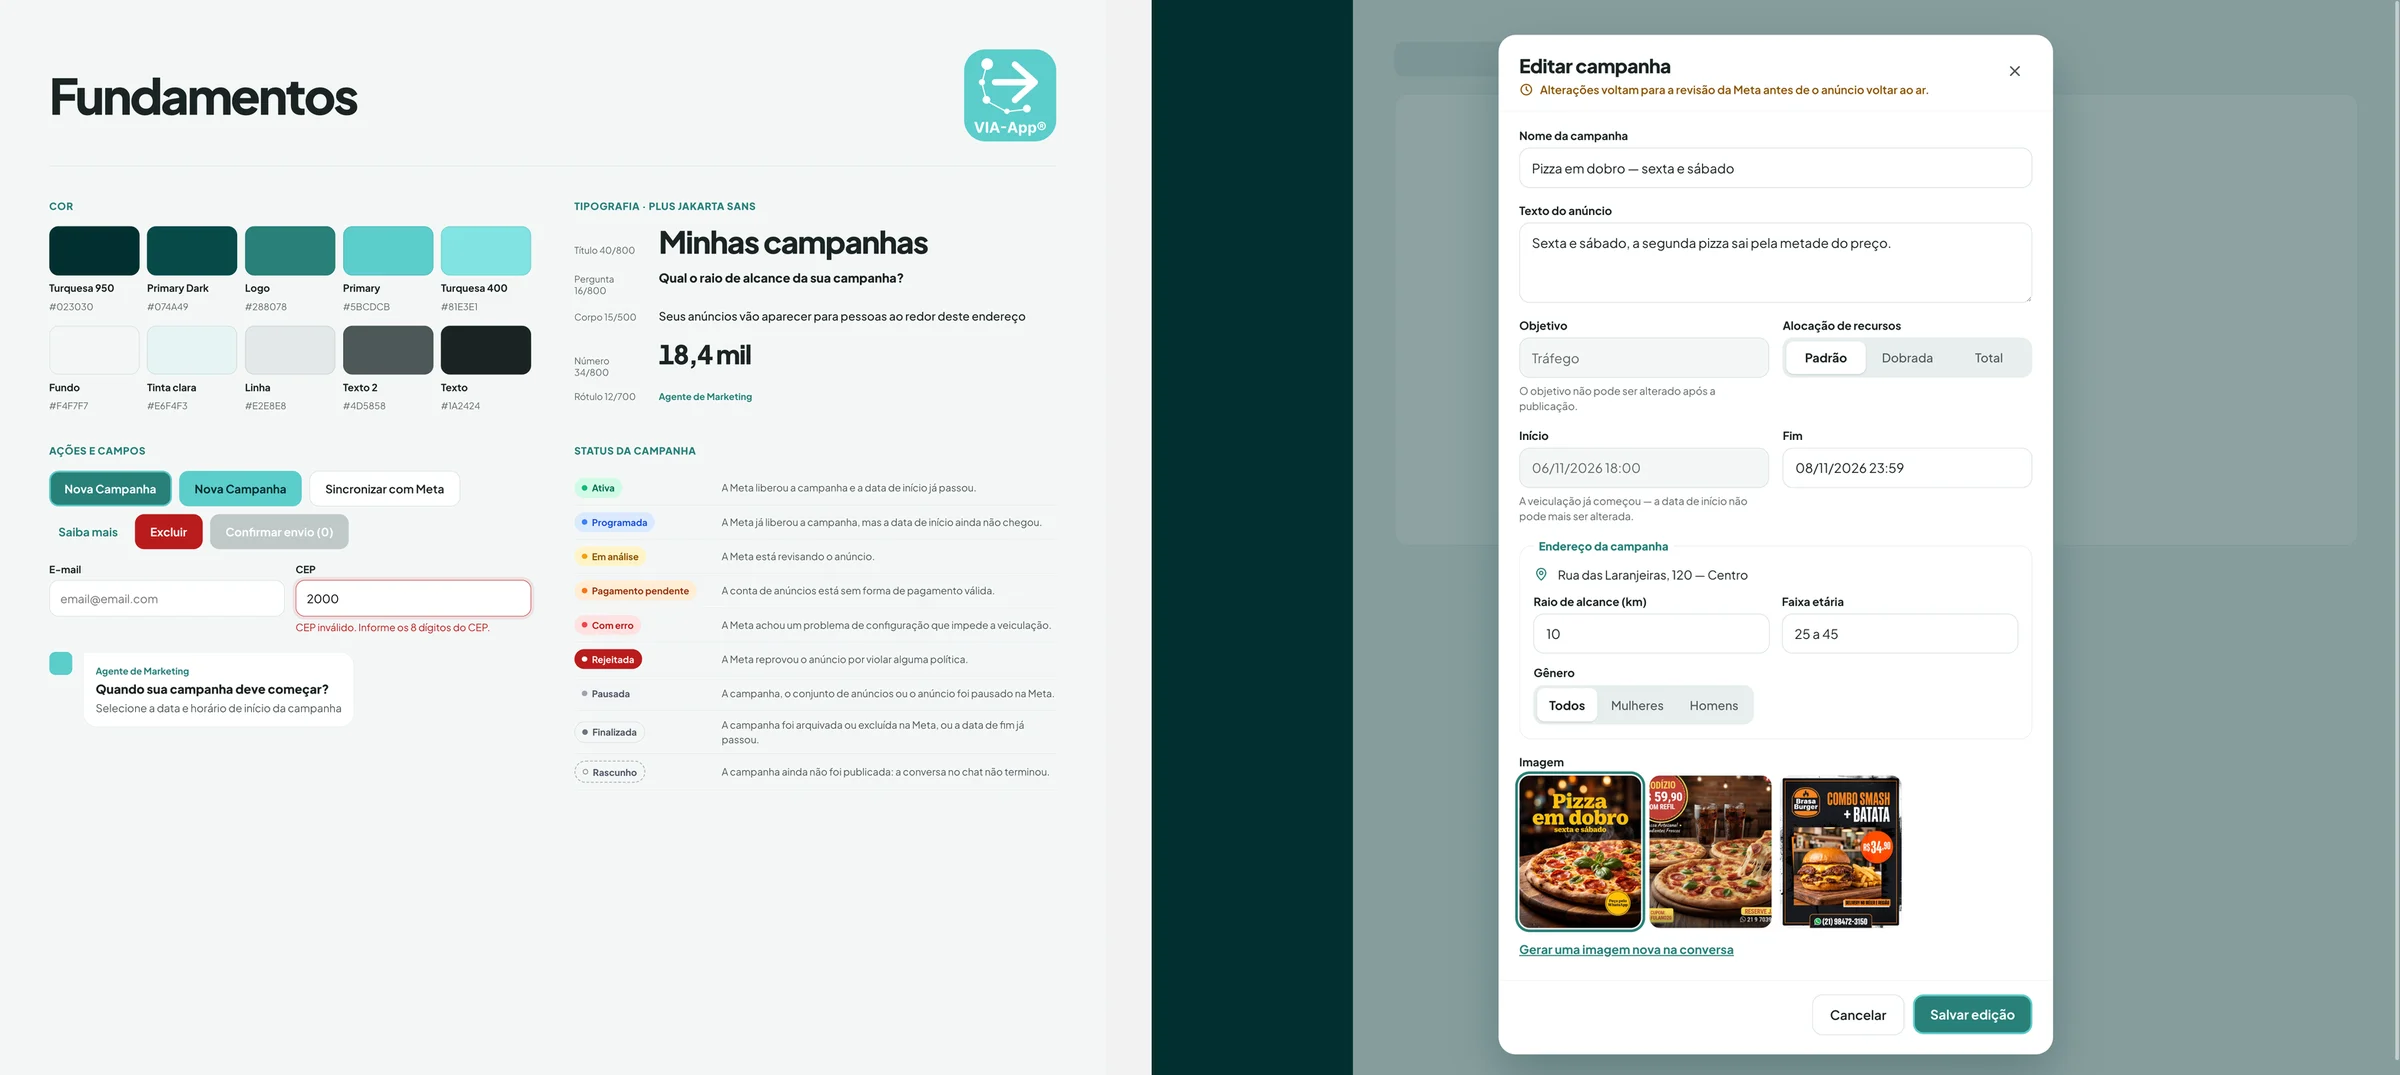 Fundamentos
VIA-App®
COR
Turquesa 950
#023030
Primary Dark
#074A49
Logo
#288078
Primary
#5BCDCB
Turquesa 400
#81E3E1
Fundo
#F4F7F7
Tinta clara
#E6F4F3
Linha
#E2E8E8
Texto 2
#4D5858
Texto
#1A2424
TIPOGRAFIA · PLUS JAKARTA SANS
Título 40/800
Minhas campanhas
Pergunta
16/800
Qual o raio de alcance da sua campanha?
Corpo 15/500
Seus anúncios vão aparecer para pessoas ao redor deste endereço
Número
34/800
18,4 mil
Rótulo 12/700
Agente de Marketing
AÇÕES E CAMPOS
Nova Campanha
Nova Campanha
Sincronizar com Meta
Saiba mais
Excluir
Confirmar envio (0)
E-mail
email@email.com
CEP
2000
CEP inválido. Informe os 8 dígitos do CEP.
Agente de Marketing
Quando sua campanha deve começar?
Selecione a data e horário de início da campanha
STATUS DA CAMPANHA
Ativa
A Meta liberou a campanha e a data de início já passou.
Programada
A Meta já liberou a campanha, mas a data de início ainda não chegou.
Em análise
A Meta está revisando o anúncio.
Pagamento pendente
A conta de anúncios está sem forma de pagamento válida.
Com erro
A Meta achou um problema de configuração que impede a veiculação.
Rejeitada
A Meta reprovou o anúncio por violar alguma política.
Pausada
A campanha, o conjunto de anúncios ou o anúncio foi pausado na Meta.
Finalizada
A campanha foi arquivada ou excluída na Meta, ou a data de fim já
passou.
Rascunho
A campanha ainda não foi publicada: a conversa no chat não terminou.
Editar campanha
Alterações voltam para a revisão da Meta antes de o anúncio voltar ao ar.
Nome da campanha
Pizza em dobro — sexta e sábado
Texto do anúncio
Sexta e sábado, a segunda pizza sai pela metade do preço.
Objetivo
Tráfego
O objetivo não pode ser alterado após a
publicação.
Alocação de recursos
Padrão
Dobrada
Total
Início
06/11/2026 18:00
A veiculação já começou — a data de início não
pode mais ser alterada.
Fim
08/11/2026 23:59
Endereço da campanha
Rua das Laranjeiras, 120 — Centro
Raio de alcance (km)
10
Faixa etária
25 a 45
Gênero
Todos
Mulheres
Homens
Imagem
Pizza
em dobro
sexta e sábado
59,90
COMBO SMASH
+ BATATA
Brasa
Burger
R$34,90
(21) 98472-3150
Gerar uma imagem nova na conversa
Cancelar
Salvar edição